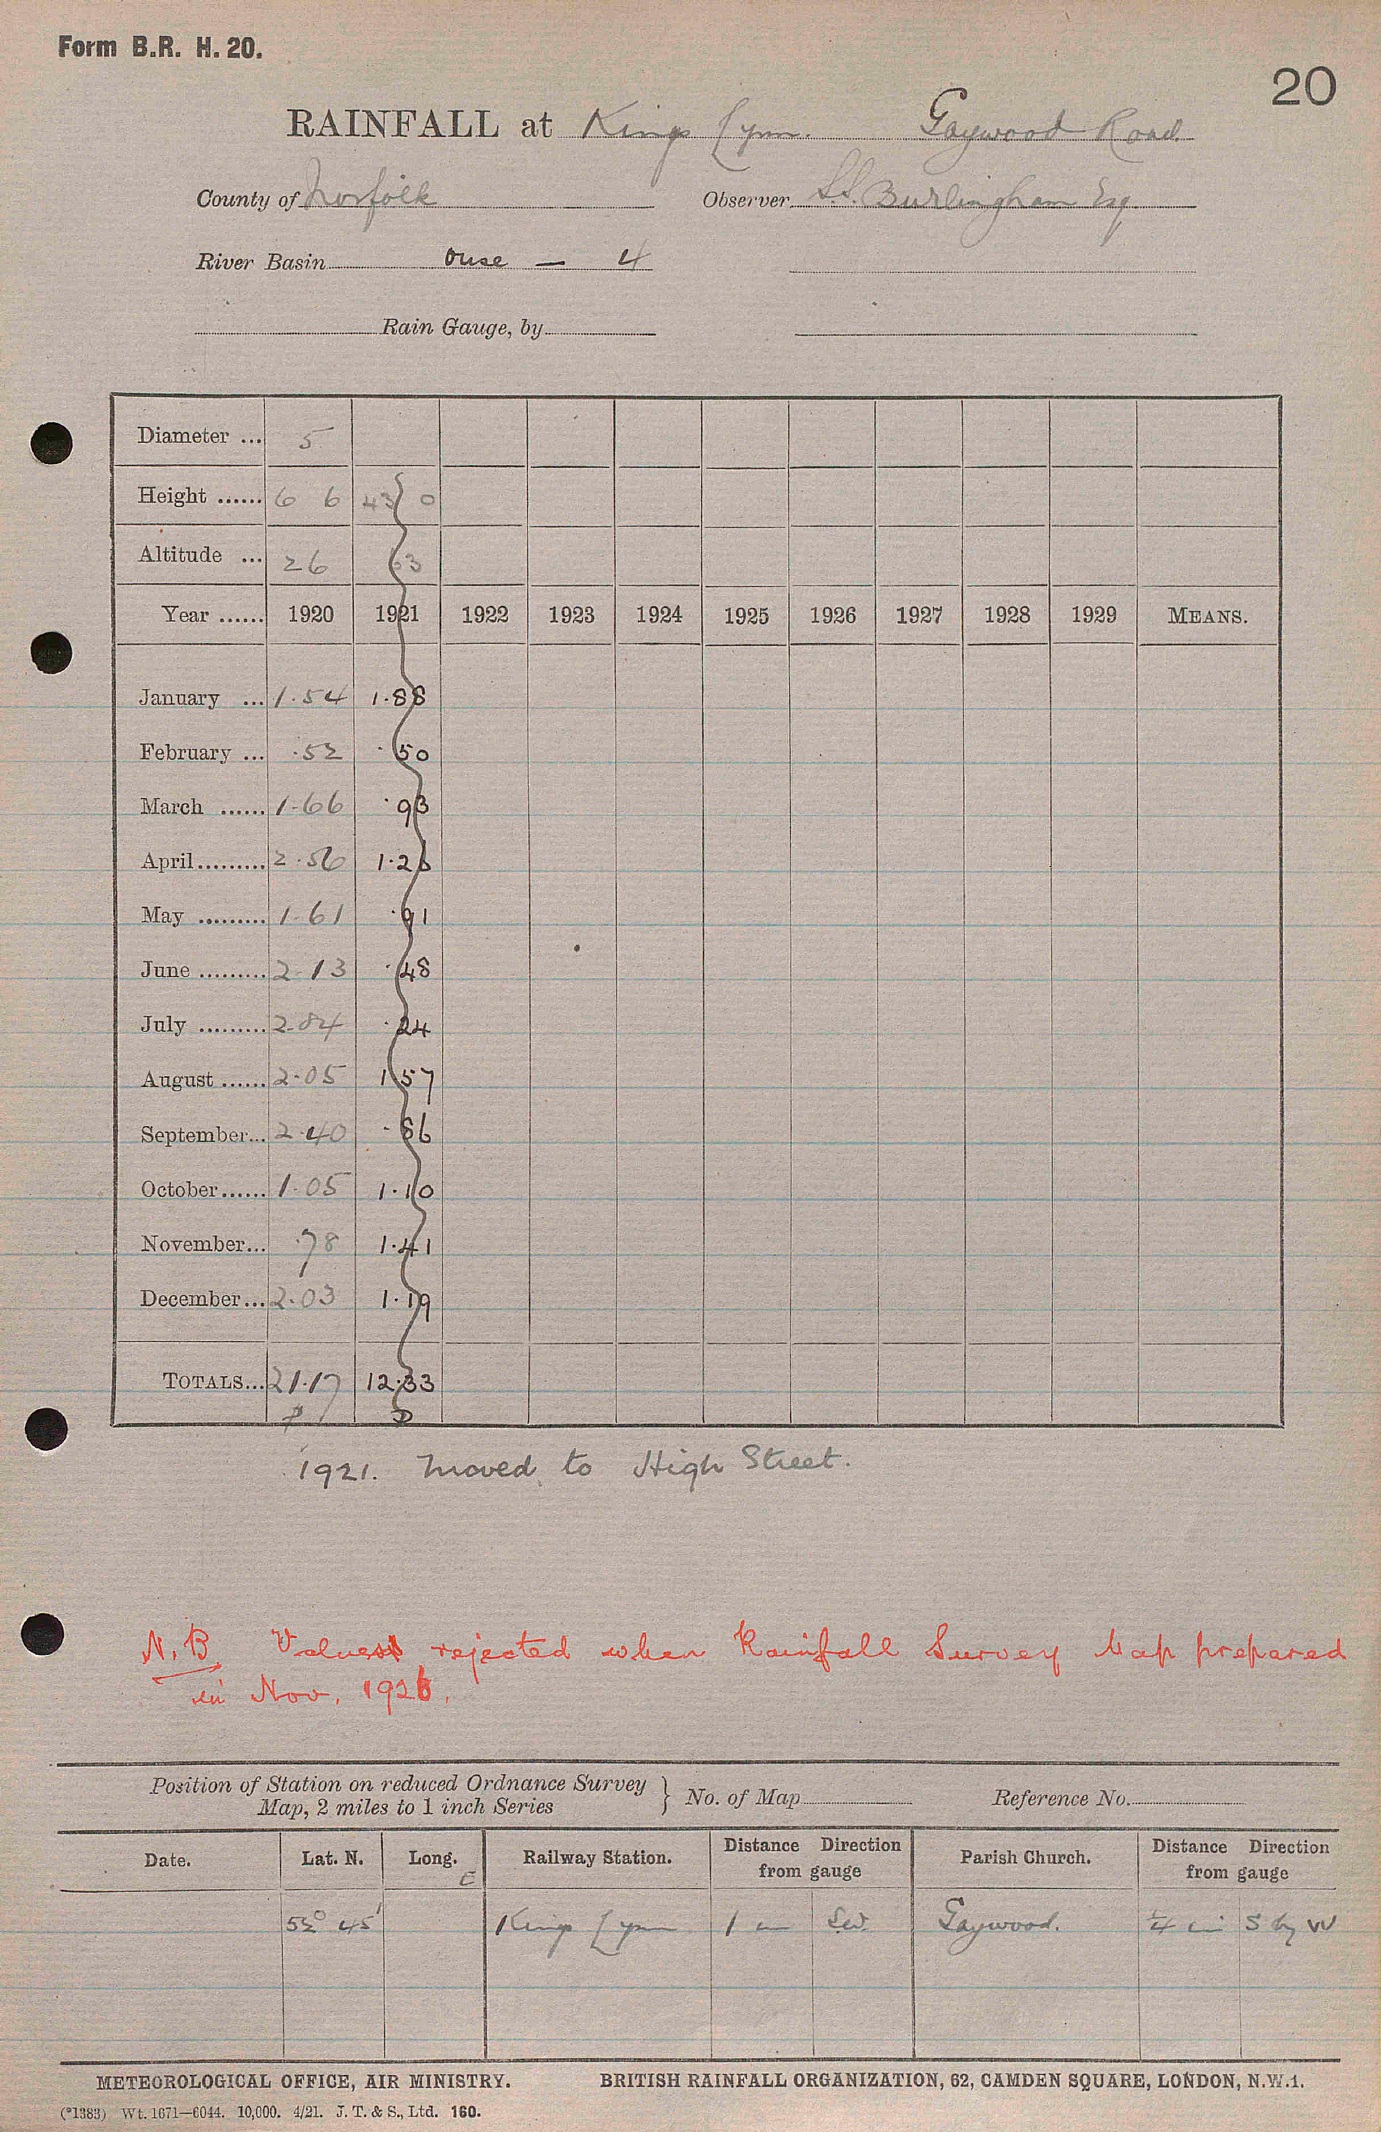 Form B.R. H. 20.
20
RAINFALL at Kings Lynn. Gaywood Road
County of Norfolk Observer S.S. Burlingham Esq.
River Basin Ouse — 4
Rain Gauge, by
Diameter ... 5
Height ...... 6 6 43 0
Altitude ... 26 63
Year ...... 1920 1921 1922 1923 1924 1925 1926 1927 1928 1929 MEANS.
January ... 1.54 1.88
February ... .52 .50
March ...... 1.66 .93
April......... 2.56 1.26
May ......... 1.61 .91
June ......... 2.13 .48
July ......... 2.84 .24
August ...... 2.05 1.57
September... 2.40 .86
October...... 1.05 1.10
November... .78 1.41
December... 2.03 1.19
TOTALS... 21.17 12.33
1921. Moved to High Street.
N.B. Values rejected when Rainfall Survey Map prepared
in Nov. 1926.
Position of Station on reduced Ordnance Survey
Map, 2 miles to 1 inch Series } No. of Map Reference No.
Date. Lat. N. Long. E Railway Station. Distance Direction from gauge Parish Church. Distance Direction from gauge
52° 45' Kings Lynn 1 m SW. Gaywood. ¼ mi S by W
METEOROLOGICAL OFFICE, AIR MINISTRY. BRITISH RAINFALL ORGANIZATION, 62, CAMDEN SQUARE, LONDON, N.W.1.
(*1383) Wt. 1671—6044. 10,000. 4/21. J. T. & S., Ltd. 160.